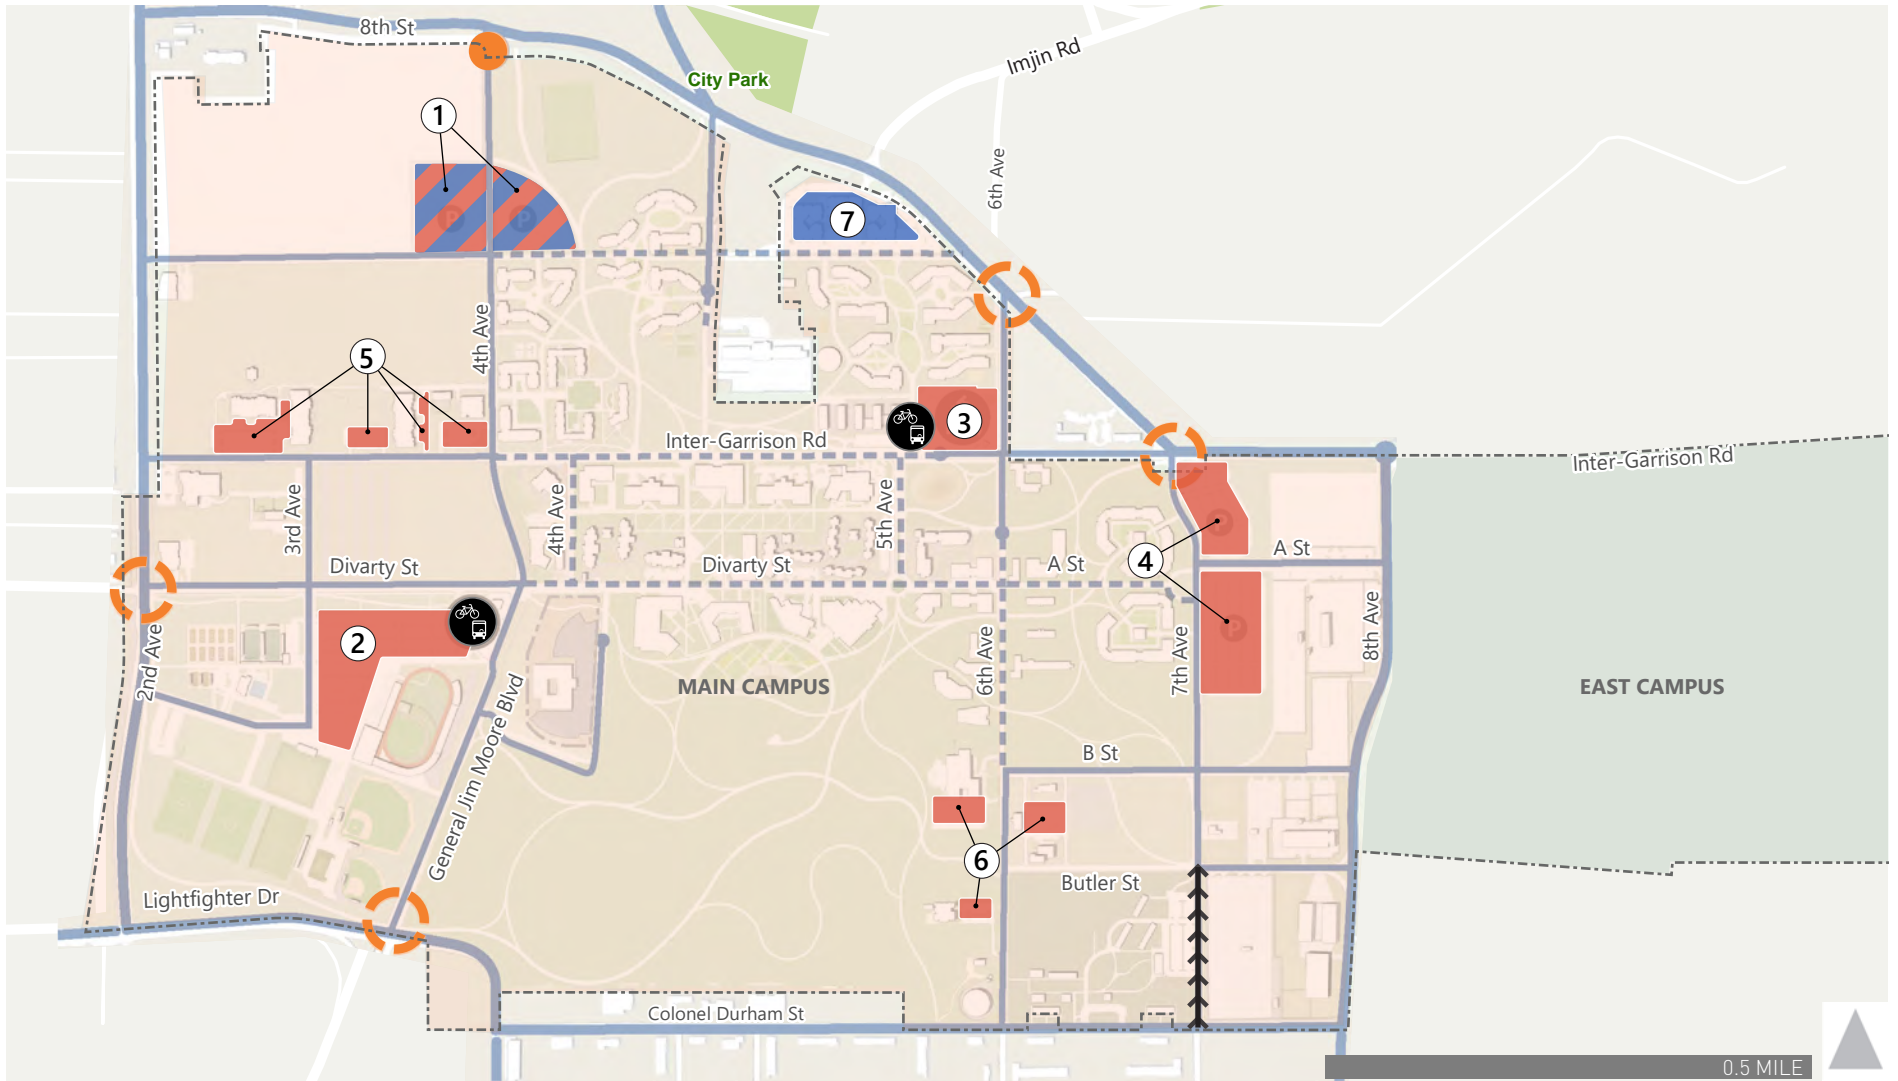 8th St
Imjin Rd
City Park
1
P
P
6th Ave
7
4th Ave
5
3
Inter-Garrison Rd
Inter-Garrison Rd
3rd Ave
4th Ave
5th Ave
P
A St
4
Divarty St
Divarty St
A St
2
P
8th Ave
2nd Ave
6th Ave
7th Ave
MAIN CAMPUS
EAST CAMPUS
General Jim Moore Blvd
B St
6
Lightfighter Dr
Butler St
Colonel Durham St
0.5 MILE